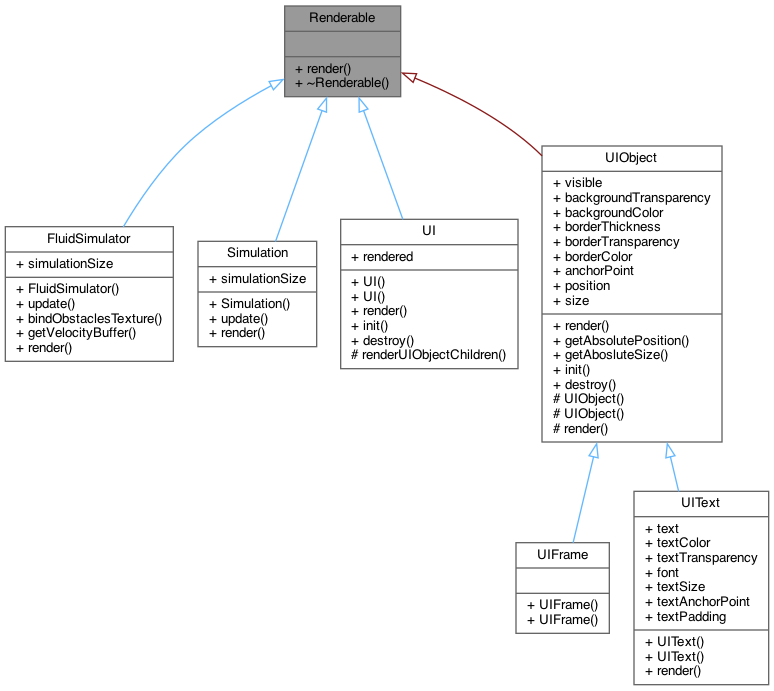 Renderable
+ render()
+ ~Renderable()
FluidSimulator
+ simulationSize
+ FluidSimulator()
+ update()
+ bindObstaclesTexture()
+ getVelocityBuffer()
+ render()
Simulation
+ simulationSize
+ Simulation()
+ update()
+ render()
UI
+ rendered
+ UI()
+ UI()
+ render()
+ init()
+ destroy()
# renderUIObjectChildren()
UIObject
+ visible
+ backgroundTransparency
+ backgroundColor
+ borderThickness
+ borderTransparency
+ borderColor
+ anchorPoint
+ position
+ size
+ render()
+ getAbsolutePosition()
+ getAbosluteSize()
+ init()
+ destroy()
# UIObject()
# UIObject()
# render()
UIFrame
+ UIFrame()
+ UIFrame()
UIText
+ text
+ textColor
+ textTransparency
+ font
+ textSize
+ textAnchorPoint
+ textPadding
+ UIText()
+ UIText()
+ render()